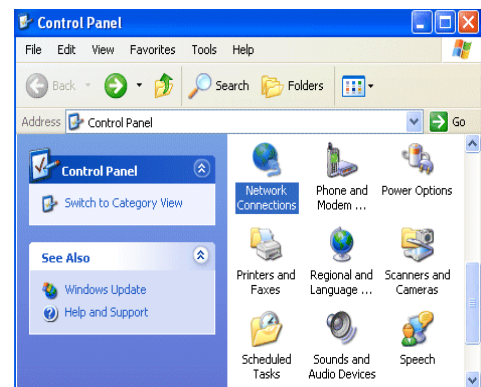 Control Panel
File Edit View Favorites Tools Help
Back Search Folders
Address Control Panel Go
Control Panel
Switch to Category View
See Also
Windows Update
Help and Support
Network Connections
Phone and Modem ...
Power Options
Printers and Faxes
Regional and Language ...
Scanners and Cameras
Scheduled Tasks
Sounds and Audio Devices
Speech